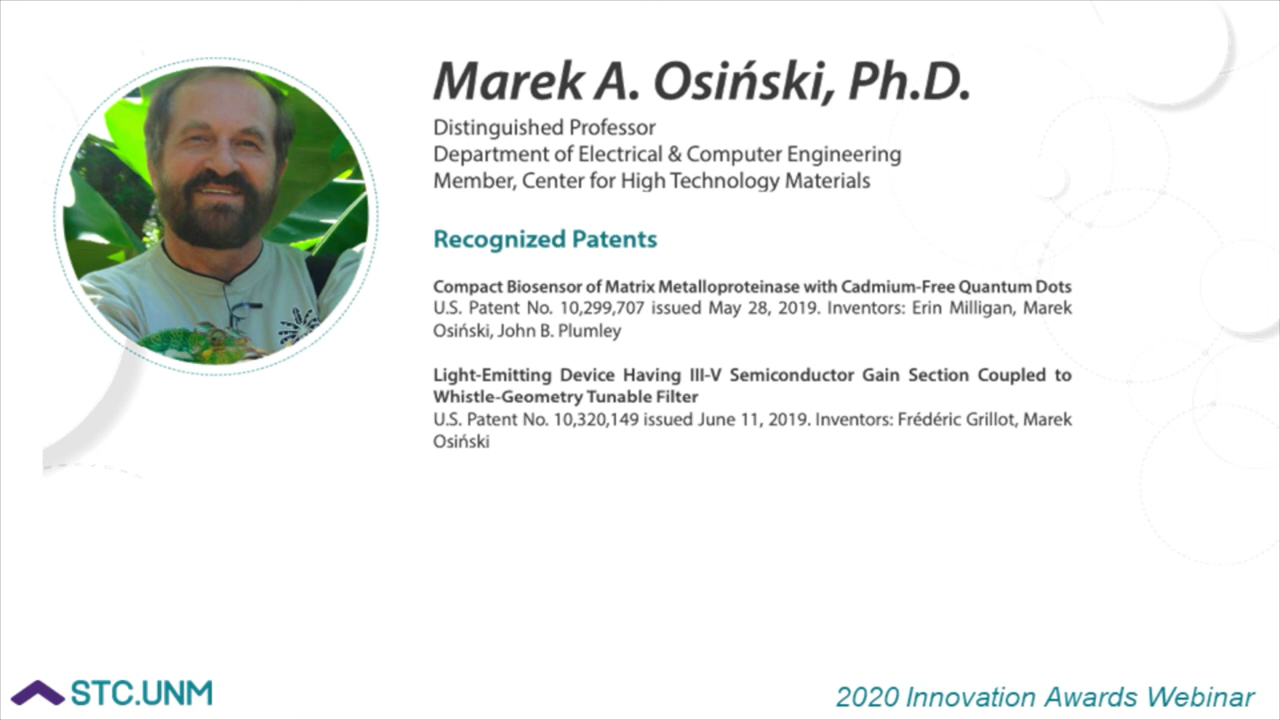 Marek A. Osiński, Ph.D.
Distinguished Professor
Department of Electrical & Computer Engineering
Member, Center for High Technology Materials
Recognized Patents
Compact Biosensor of Matrix Metalloproteinase with Cadmium-Free Quantum Dots
U.S. Patent No. 10,299,707 issued May 28, 2019. Inventors: Erin Milligan, Marek
Osiński, John B. Plumley
Light-Emitting Device Having III-V Semiconductor Gain Section Coupled to
Whistle-Geometry Tunable Filter
U.S. Patent No. 10,320,149 issued June 11, 2019. Inventors: Frédéric Grillot, Marek
Osiński
STC.UNM
2020 Innovation Awards Webinar